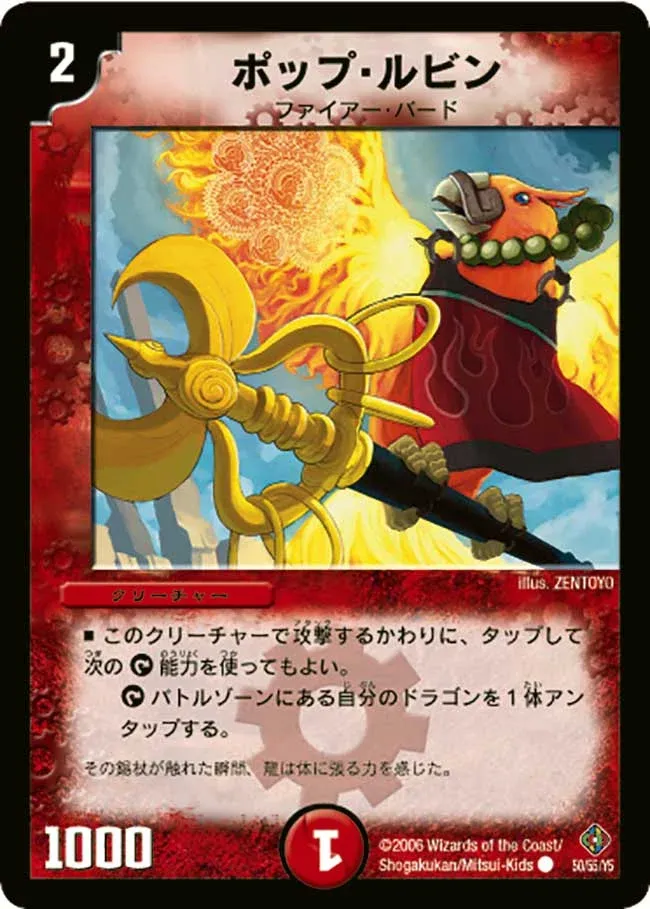 2
ポップ・ルビン
ファイアー・バード
illus. ZENTOYO
クリーチャー
■ このクリーチャーで攻撃するかわりに、タップして
次の 能力を使ってもよい。
バトルゾーンにある自分のドラゴンを1体アン
タップする。
その錫杖が触れた瞬間、龍は体に張る力を感じた。
1000
1
©2006 Wizards of the Coast/
Shogakukan/Mitsui-Kids
50/55/Y5